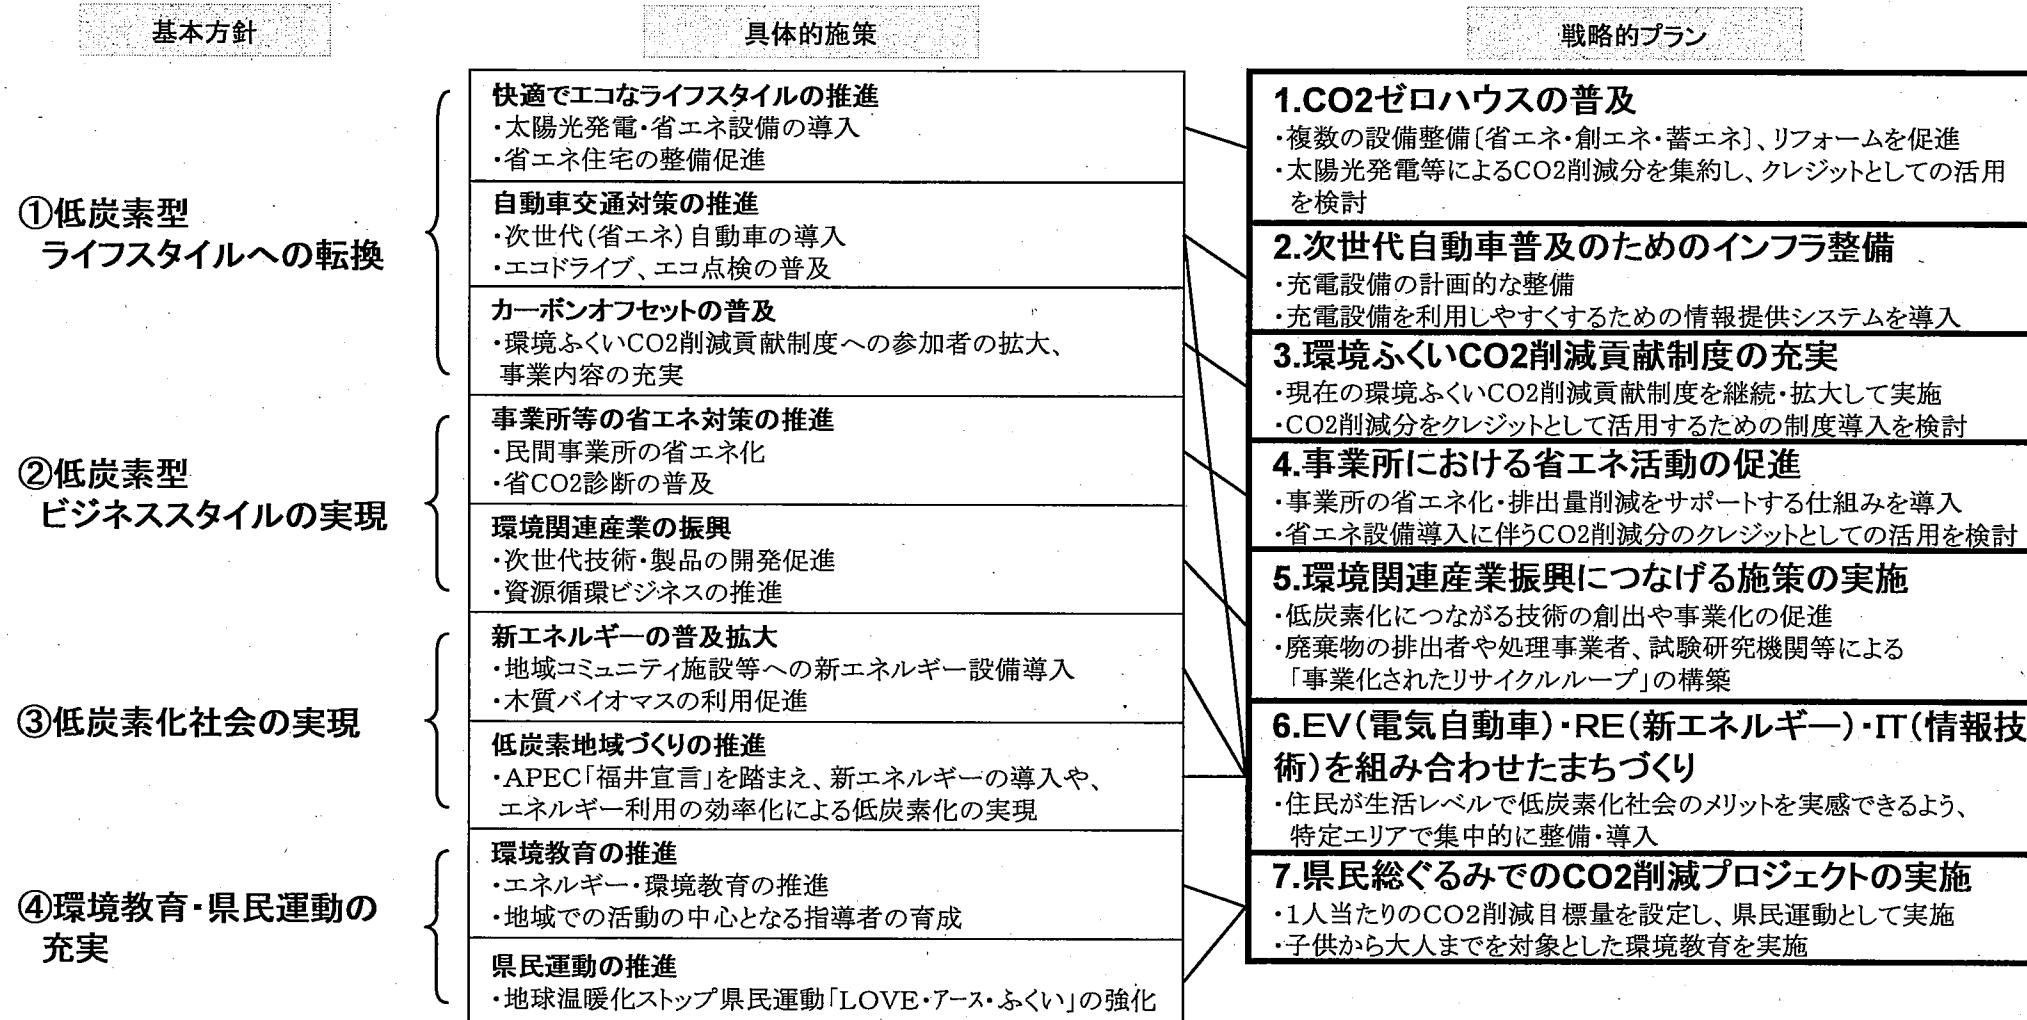 基本方針
具体的施策
戦略的プラン
①低炭素型
ライフスタイルへの転換
②低炭素型
ビジネススタイルの実現
③低炭素化社会の実現
④環境教育・県民運動の
充実
快適でエコなライフスタイルの推進
・太陽光発電・省エネ設備の導入
・省エネ住宅の整備促進
自動車交通対策の推進
・次世代(省エネ)自動車の導入
・エコドライブ、エコ点検の普及
カーボンオフセットの普及
・環境ふくいCO2削減貢献制度への参加者の拡大、
事業内容の充実
事業所等の省エネ対策の推進
・民間事業所の省エネ化
・省CO2診断の普及
環境関連産業の振興
・次世代技術・製品の開発促進
・資源循環ビジネスの推進
新エネルギーの普及拡大
・地域コミュニティ施設等への新エネルギー設備導入
・木質バイオマスの利用促進
低炭素地域づくりの推進
・APEC「福井宣言」を踏まえ、新エネルギーの導入や、
エネルギー利用の効率化による低炭素化の実現
環境教育の推進
・エネルギー・環境教育の推進
・地域での活動の中心となる指導者の育成
県民運動の推進
・地球温暖化ストップ県民運動「LOVE・アース・ふくい」の強化
1.CO2ゼロハウスの普及
・複数の設備整備〔省エネ・創エネ・蓄エネ〕、リフォームを促進
・太陽光発電等によるCO2削減分を集約し、クレジットとしての活用
を検討
2.次世代自動車普及のためのインフラ整備
・充電設備の計画的な整備
・充電設備を利用しやすくするための情報提供システムを導入
3.環境ふくいCO2削減貢献制度の充実
・現在の環境ふくいCO2削減貢献制度を継続・拡大して実施
・CO2削減分をクレジットとして活用するための制度導入を検討
4.事業所における省エネ活動の促進
・事業所の省エネ化・排出量削減をサポートする仕組みを導入
・省エネ設備導入に伴うCO2削減分のクレジットとしての活用を検討
5.環境関連産業振興につなげる施策の実施
・低炭素化につながる技術の創出や事業化の促進
・廃棄物の排出者や処理事業者、試験研究機関等による
「事業化されたリサイクルループ」の構築
6.EV(電気自動車)・RE(新エネルギー)・IT(情報技
術)を組み合わせたまちづくり
・住民が生活レベルで低炭素化社会のメリットを実感できるよう、
特定エリアで集中的に整備・導入
7.県民総ぐるみでのCO2削減プロジェクトの実施
・1人当たりのCO2削減目標量を設定し、県民運動として実施
・子供から大人までを対象とした環境教育を実施